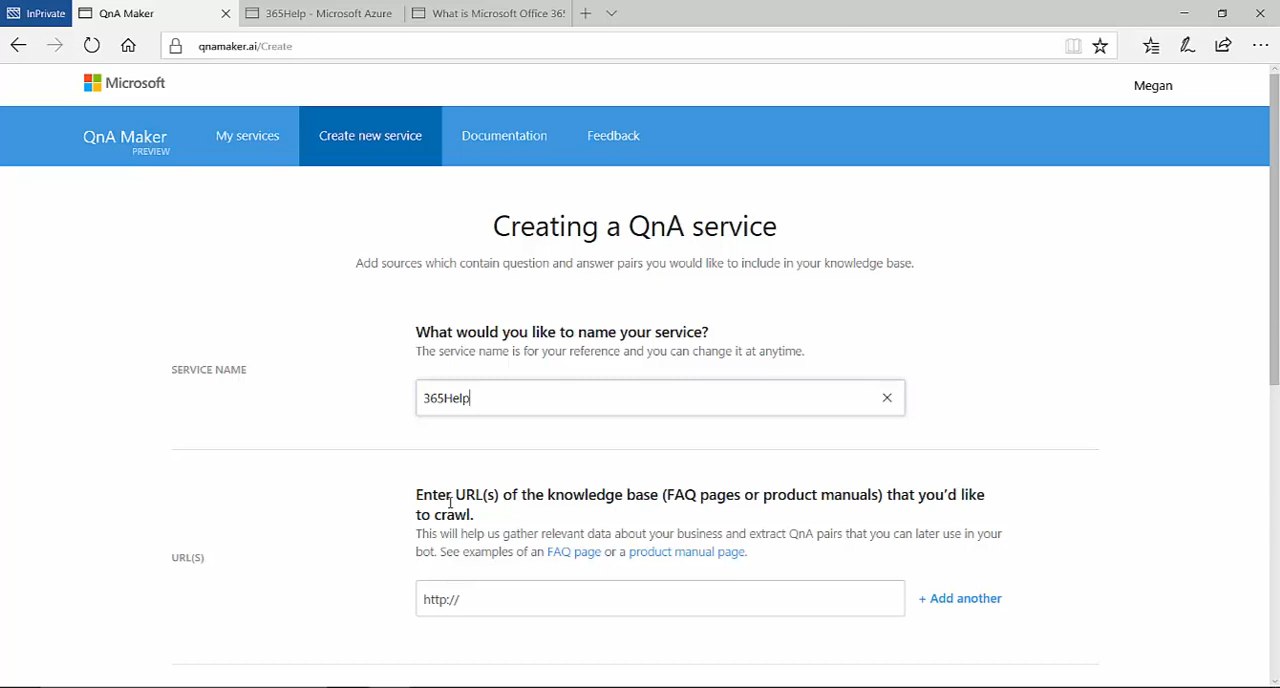 InPrivate
QnA Maker
365Help - Microsoft Azure
What is Microsoft Office 365
qnamaker.ai/Create
Microsoft
Megan
QnA Maker
PREVIEW
My services
Create new service
Documentation
Feedback
Creating a QnA service
Add sources which contain question and answer pairs you would like to include in your knowledge base.
What would you like to name your service?
The service name is for your reference and you can change it at anytime.
SERVICE NAME
365Help
Enter URL(s) of the knowledge base (FAQ pages or product manuals) that you'd like
to crawl.
This will help us gather relevant data about your business and extract QnA pairs that you can later use in your
bot. See examples of an FAQ page or a product manual page.
URL(S)
http://
+ Add another